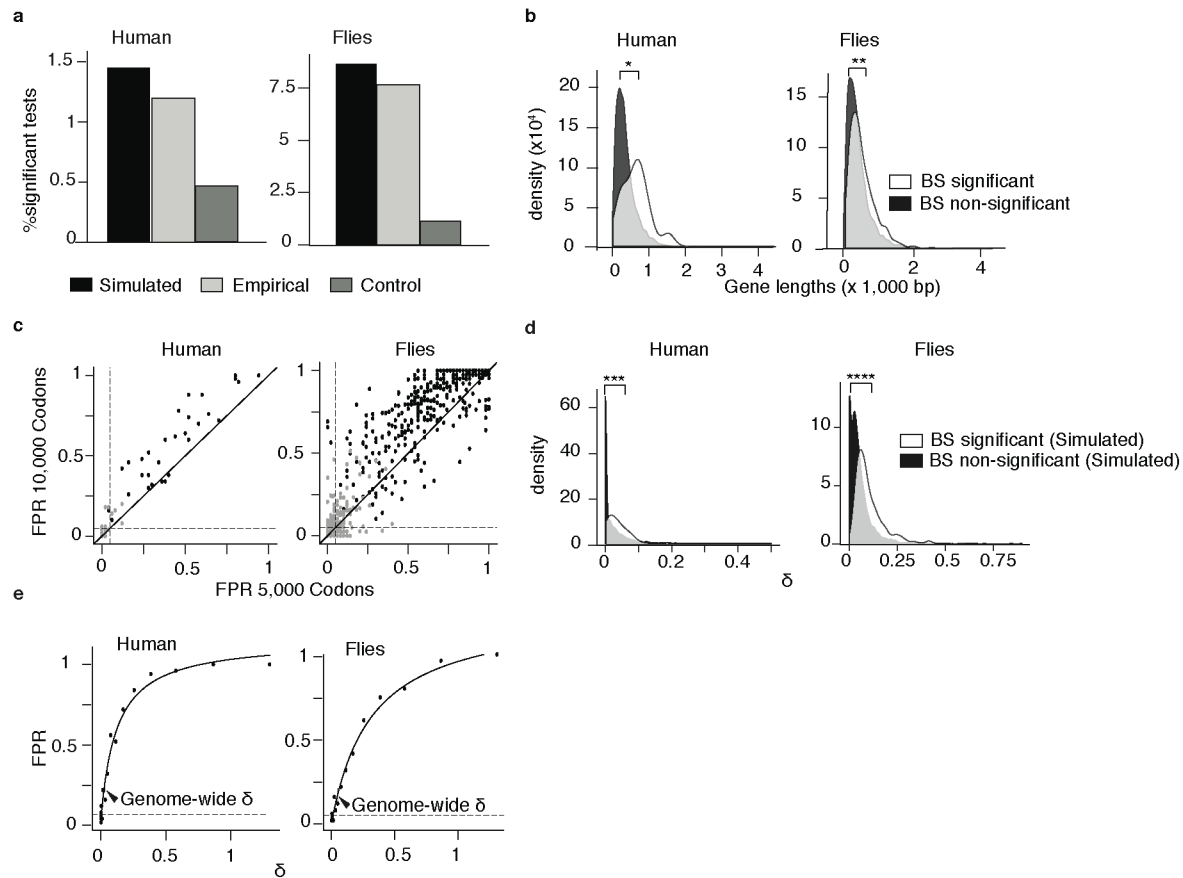 a
Human
Flies
%significant tests
1.5
1
0.5
0
7.5
5
2.5
0
Simulated
Empirical
Control
b
Human
Flies
*
**
density (x10⁴)
20
15
10
5
0
15
10
5
0
BS significant
BS non-significant
0 1 2 3 4
0 2 4
Gene lengths (x 1,000 bp)
c
Human
Flies
FPR 10,000 Codons
1
0.5
0
1
0.5
0
0 0.5 1
0 0.5 1
FPR 5,000 Codons
d
Human
Flies
***
****
density
60
40
20
0
10
5
0
BS significant (Simulated)
BS non-significant (Simulated)
0 0.2 0.4
0 0.25 0.5 0.75
δ
e
Human
Flies
FPR
1
0.5
0
1
0.5
0
Genome-wide δ
Genome-wide δ
0 0.5 1
0 0.5 1
δ